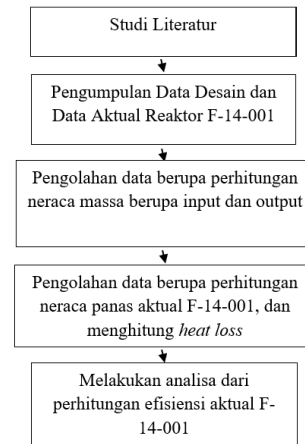 Studi Literatur
Pengumpulan Data Desain dan
Data Aktual Reaktor F-14-001
Pengolahan data berupa perhitungan
neraca massa berupa input dan output
Pengolahan data berupa perhitungan
neraca panas aktual F-14-001, dan
menghitung heat loss
Melakukan analisa dari
perhitungan efisiensi aktual F-
14-001